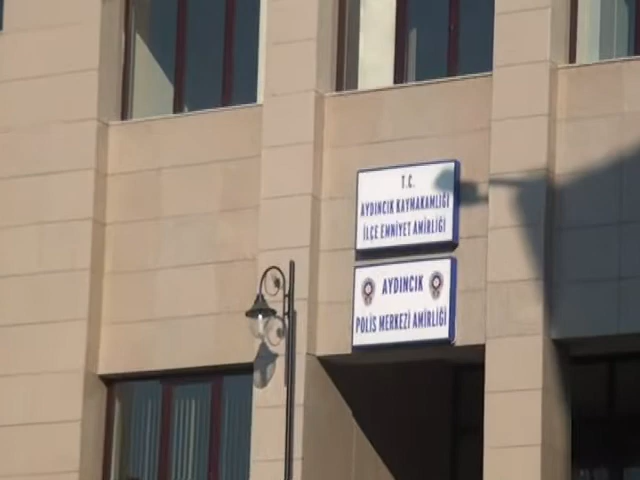 T.C.
AYDINCIK KAYMAKAMLIĞI
İLÇE EMNİYET AMİRLİĞİ
AYDINCIK
POLİS MERKEZİ AMİRLİĞİ